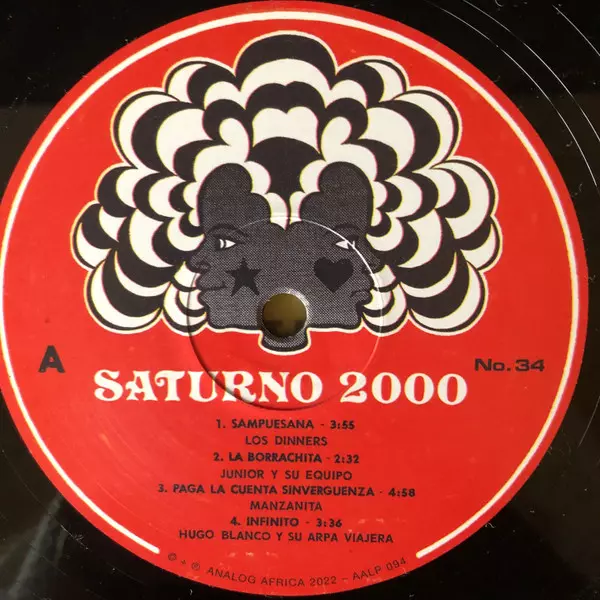 A
No. 34
SATURNO 2000
1. SAMPUESANA - 3:55
LOS DINNERS
2. LA BORRACHITA - 2:32
JUNIOR Y SU EQUIPO
3. PAGA LA CUENTA SINVERGUENZA - 4:58
MANZANITA
4. INFINITO - 3:36
HUGO BLANCO Y SU ARPA VIAJERA
© + ℗ ANALOG AFRICA 2022 - AALP 094